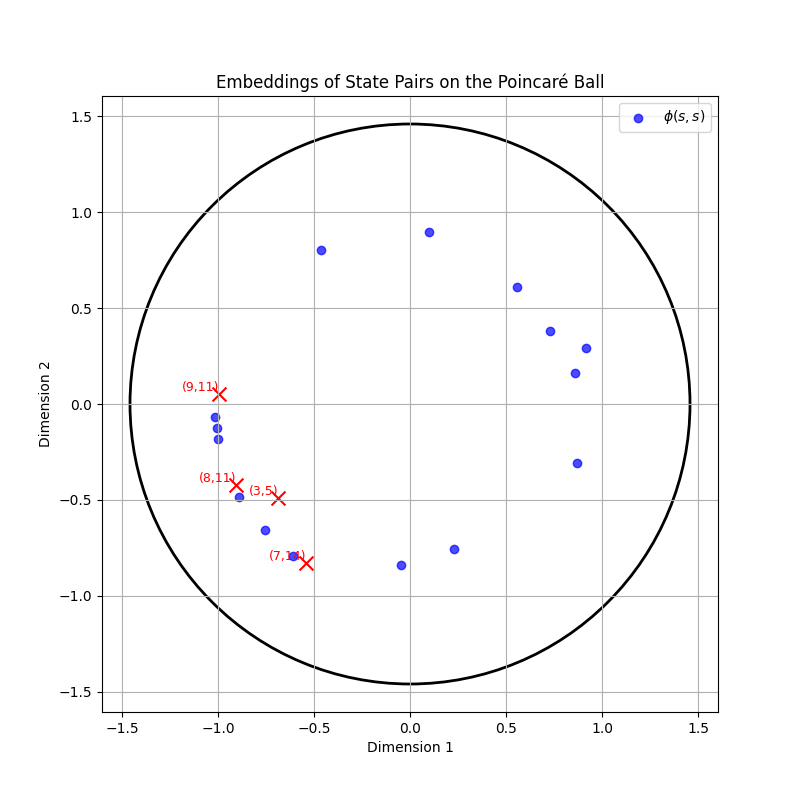 Embeddings of State Pairs on the Poincaré Ball
ϕ(s, s)
1.5
1.0
0.5
0.0
−0.5
−1.0
−1.5
Dimension 2
(9,11)
(8,11)
(3,5)
(7,14)
−1.5 −1.0 −0.5 0.0 0.5 1.0 1.5
Dimension 1